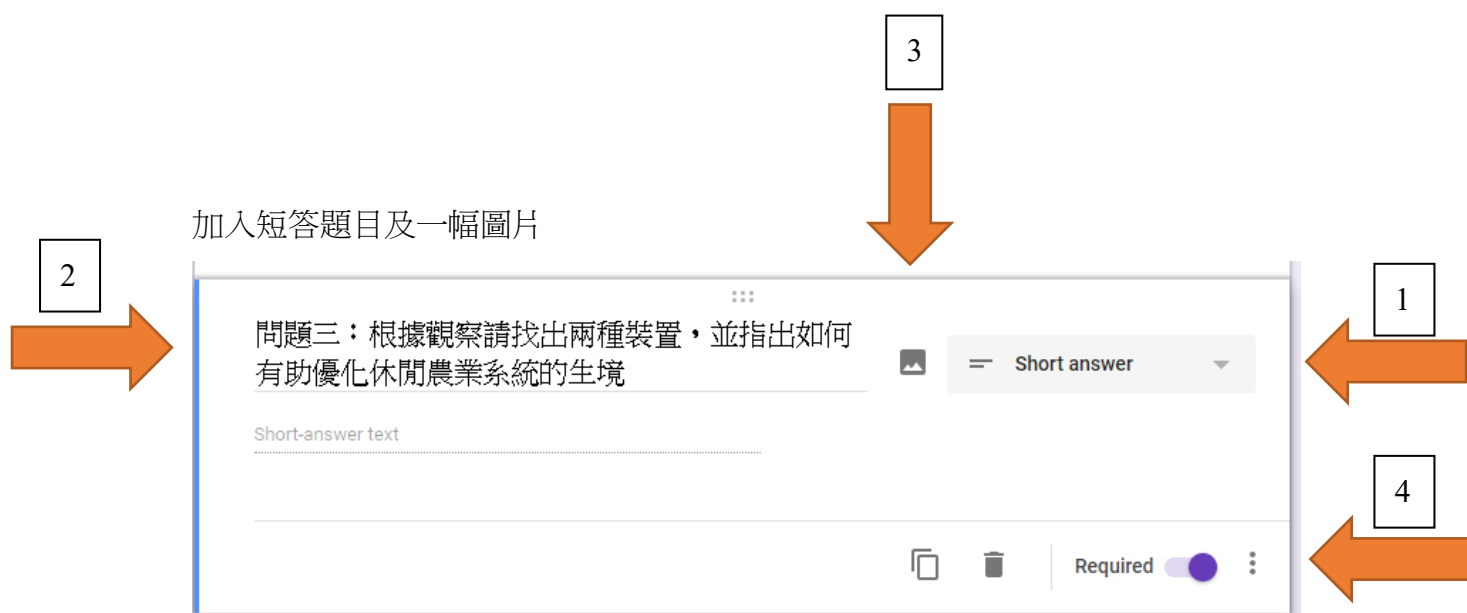 3
加入短答題目及一幅圖片
2
1
問題三：根據觀察請找出兩種裝置，並指出如何
有助優化休閒農業系統的生境
Short answer
Short-answer text
4
Required